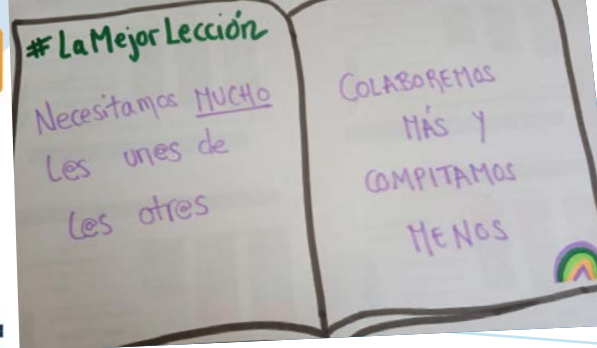 #LaMejorLección
Necesitamos MUCHO
les unes de
les otres
COLABOREMOS
MÁS Y
COMPITAMOS
MENOS